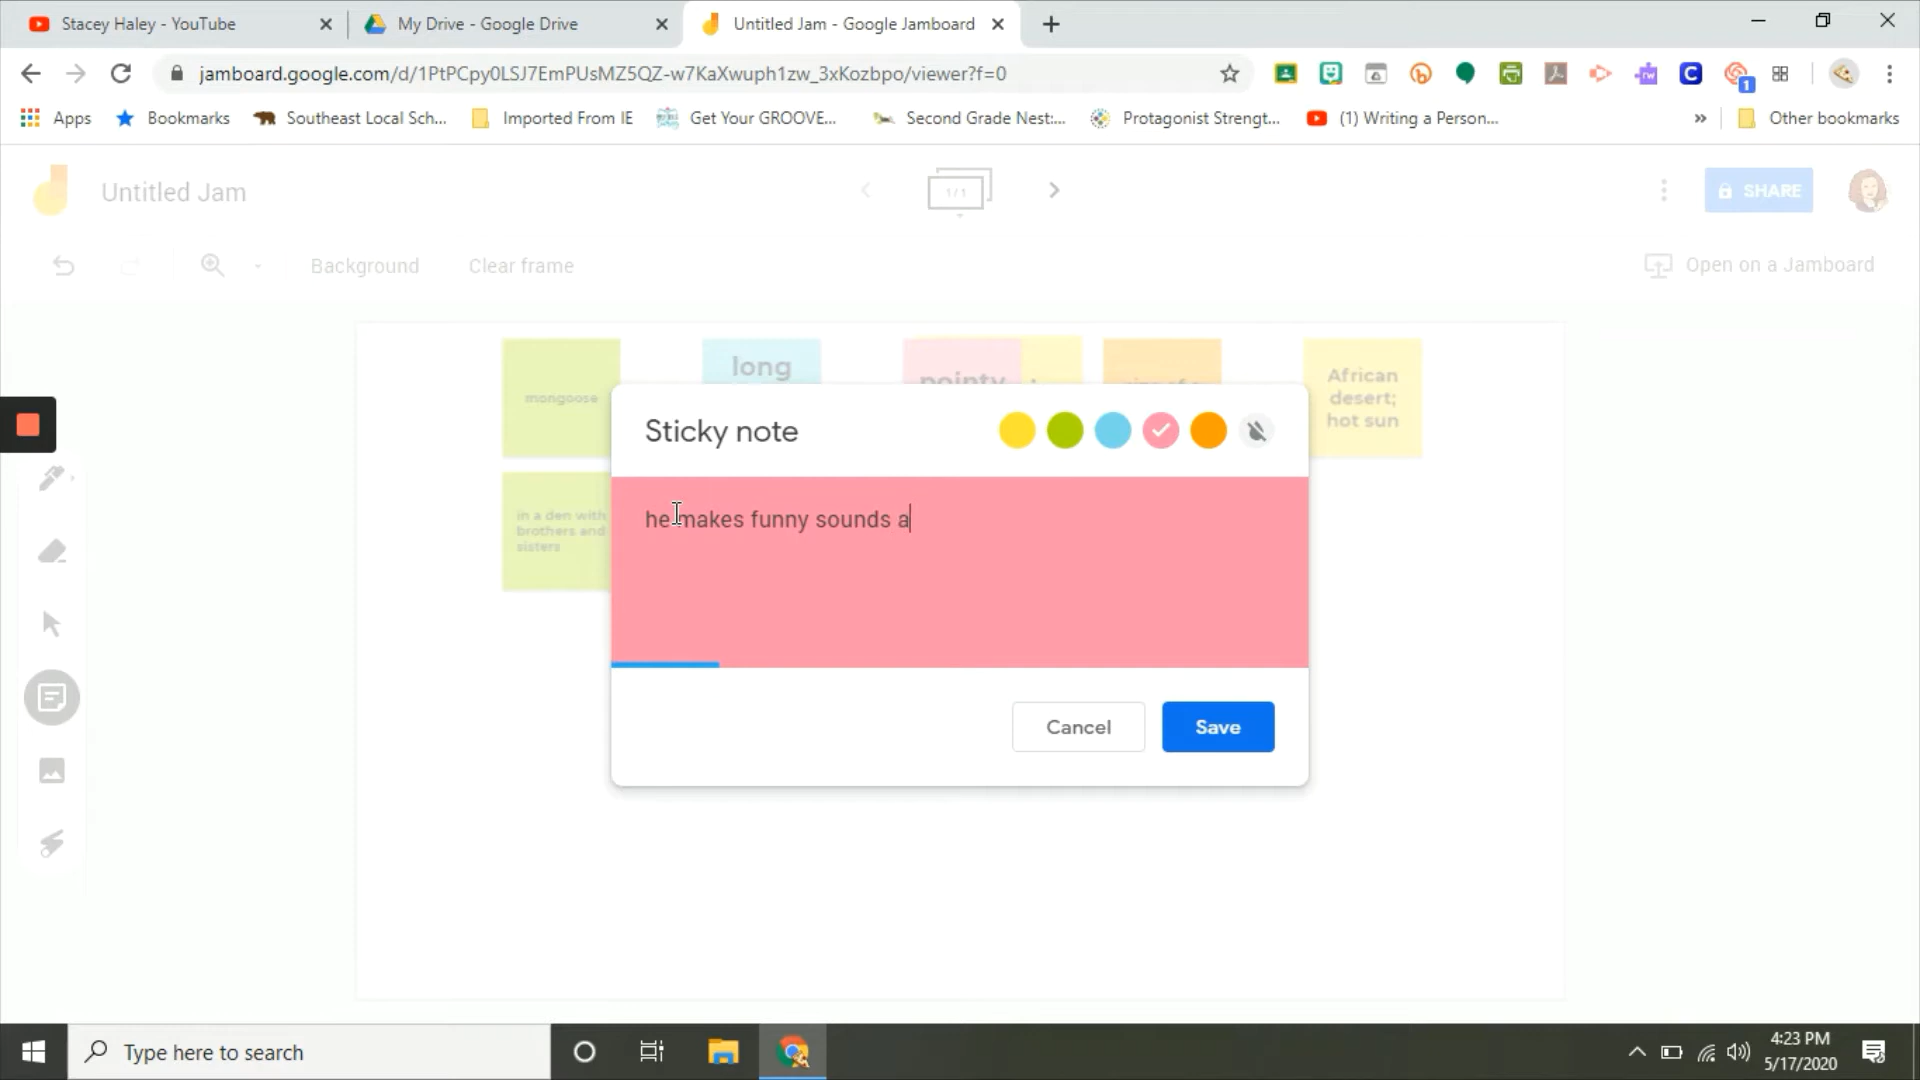 Stacey Haley - YouTube
My Drive - Google Drive
Untitled Jam - Google Jamboard
jamboard.google.com/d/1PtPCpy0LSJ7EmPUsMZ5QZ-w7KaXwuph1zw_3xKozbpo/viewer?f=0
1
Apps
Bookmarks
Southeast Local Sch...
Imported From IE
Get Your GROOVE...
Second Grade Nest:...
Protagonist Strengt...
(1) Writing a Person...
Other bookmarks
Untitled Jam
1/1
SHARE
Background
Clear frame
Open on a Jamboard
mongoose
long
pointy
African
desert;
hot sun
in a den with
brothers and
sisters
Sticky note
he makes funny sounds a
Cancel
Save
Type here to search
4:23 PM
5/17/2020